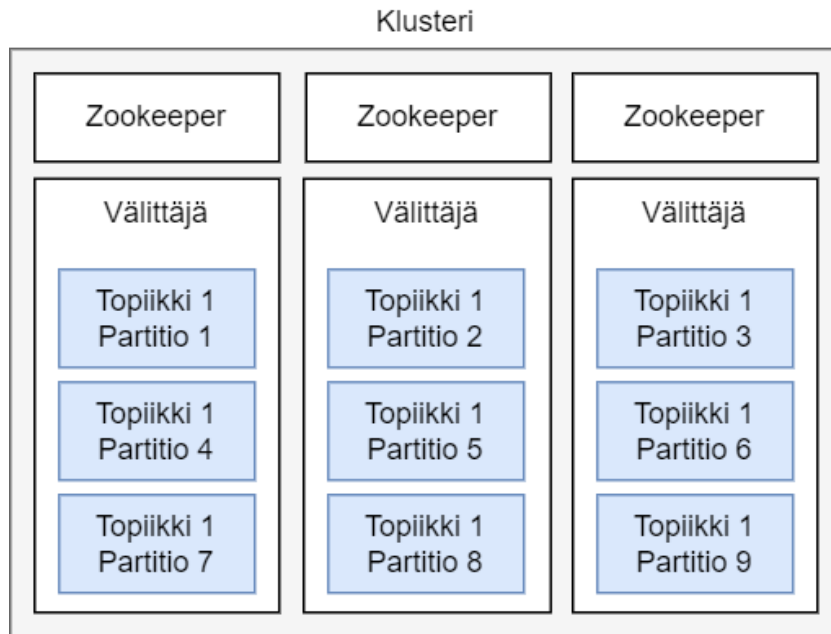 Klusteri
Zookeeper
Zookeeper
Zookeeper
Välittäjä
Välittäjä
Välittäjä
Topiikki 1
Partitio 1
Topiikki 1
Partitio 2
Topiikki 1
Partitio 3
Topiikki 1
Partitio 4
Topiikki 1
Partitio 5
Topiikki 1
Partitio 6
Topiikki 1
Partitio 7
Topiikki 1
Partitio 8
Topiikki 1
Partitio 9